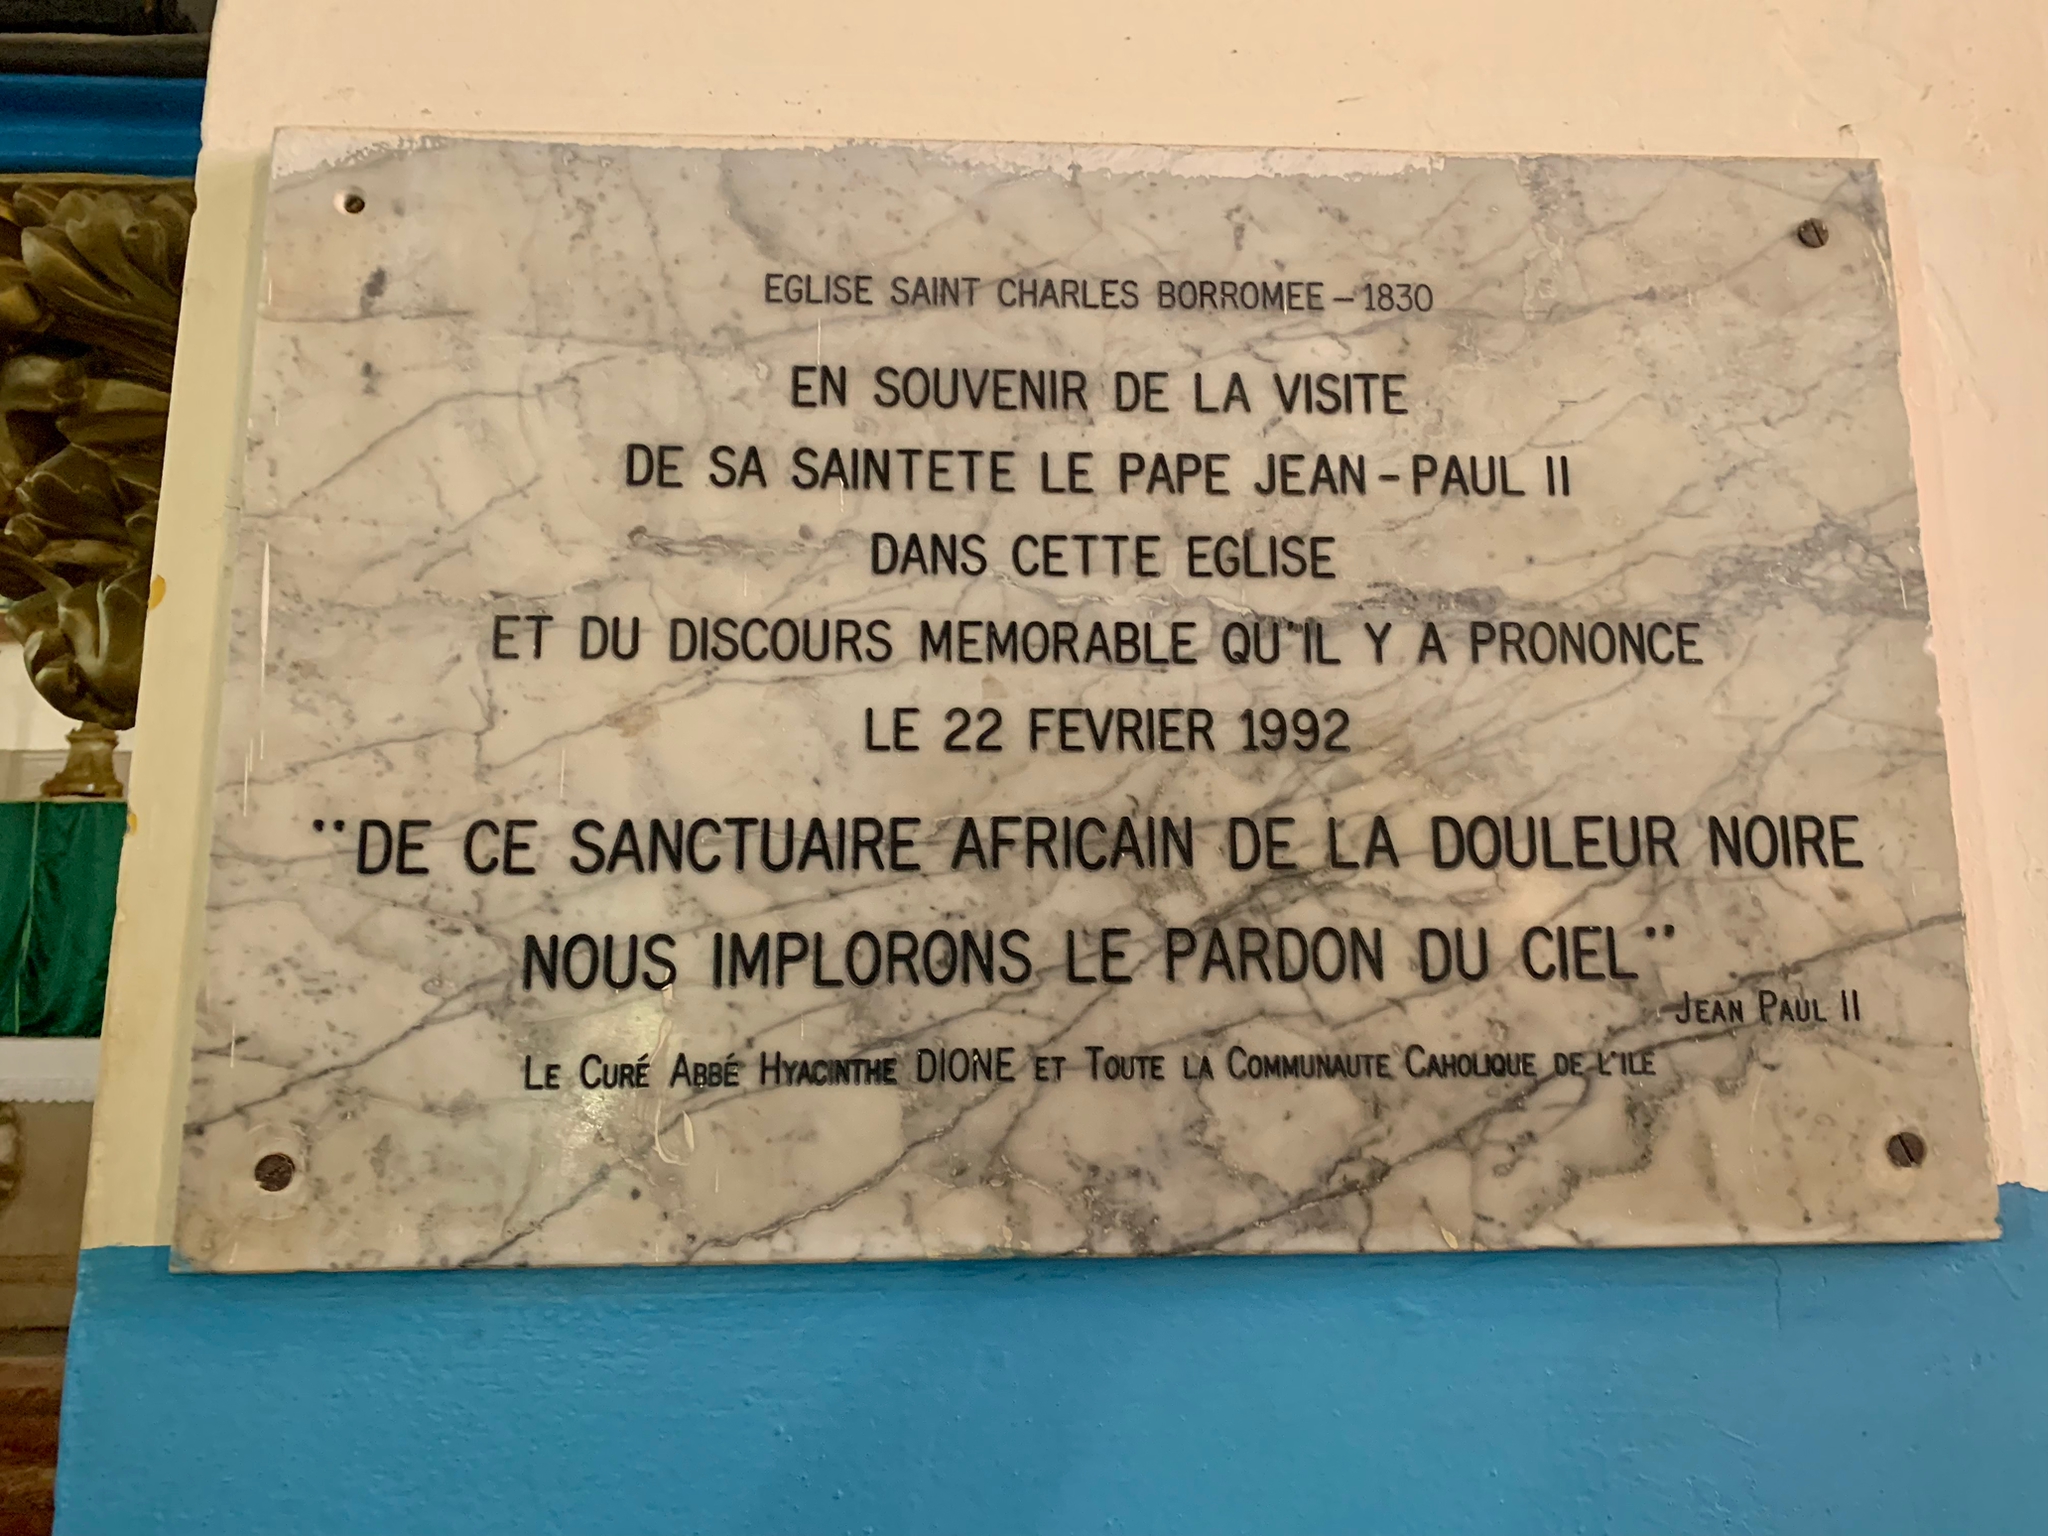 EGLISE SAINT CHARLES BORROMEE – 1830
EN SOUVENIR DE LA VISITE
DE SA SAINTETE LE PAPE JEAN - PAUL II
DANS CETTE EGLISE
ET DU DISCOURS MEMORABLE QU'IL Y A PRONONCE
LE 22 FEVRIER 1992
"DE CE SANCTUAIRE AFRICAIN DE LA DOULEUR NOIRE
NOUS IMPLORONS LE PARDON DU CIEL"
JEAN PAUL II
LE CURÉ ABBÉ HYACINTHE DIONE ET TOUTE LA COMMUNAUTE CAHOLIQUE DE L'ILE